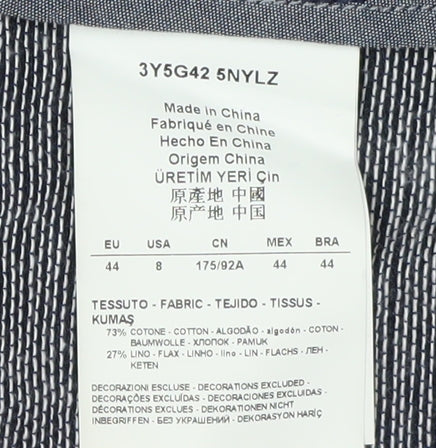 3Y5G42 5NYLZ
Made in China
Fabriqué en Chine
Hecho En China
Origem China
ÜRETİM YERİ Çin
原產地 中國
原产地 中国
EU USA CN MEX BRA
44 8 175/92A 44 44
TESSUTO - FABRIC - TEJIDO - TISSUS -
KUMAŞ
73% COTONE - COTTON - ALGODÃO - algodón - COTON -
BAUMWOLLE - ХЛОПОК - PAMUK
27% LINO - FLAX - LINHO - lino - LIN - FLACHS - ЛЕН -
KETEN
DECORAZIONI ESCLUSE - DECORATIONS EXCLUDED -
DECORAÇÕES EXCLUÍDAS - DECORACIONES EXCLUIDAS -
DÉCORATIONS EXCLUES - DEKORATIONEN NICHT
INBEGRIFFEN - БЕЗ УКРАШЕНИЙ - DEKORASYON HARİÇ